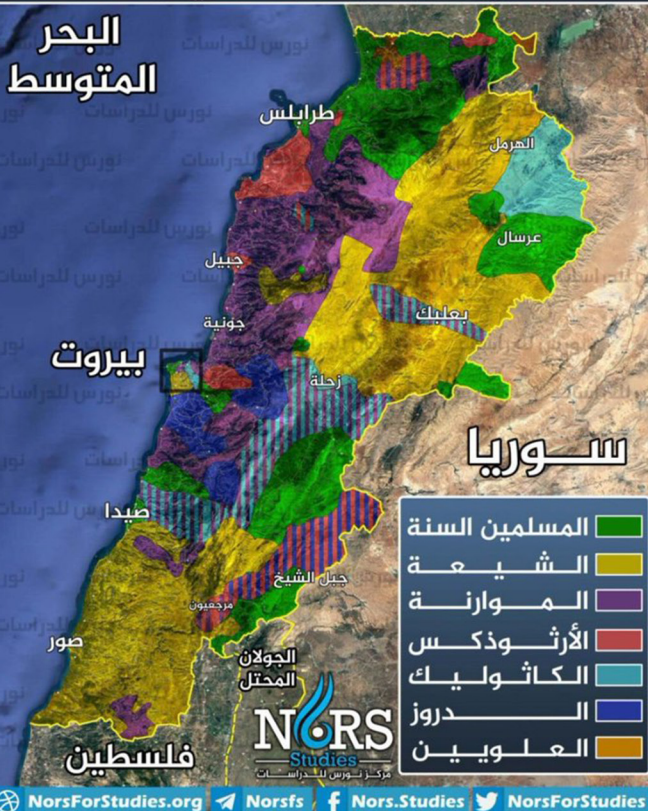 البحر
المتوسط
طرابلس
الهرمل
عرسال
جبيل
بعلبك
جونية
بيروت
زحلة
سوريا
صيدا
جبل الشيخ
مرجعيون
صور
الجولان
المحتل
فلسطين
المسلمين السنة
الشيعة
الموارنة
الأرثوذكس
الكاثوليك
الدروز
العلويين
NORS
Studies
مركز نورس للدراسات
NorsForStudies.org
Norsfs
Nors.Studies
NorsForStudies
نورس للدراسات